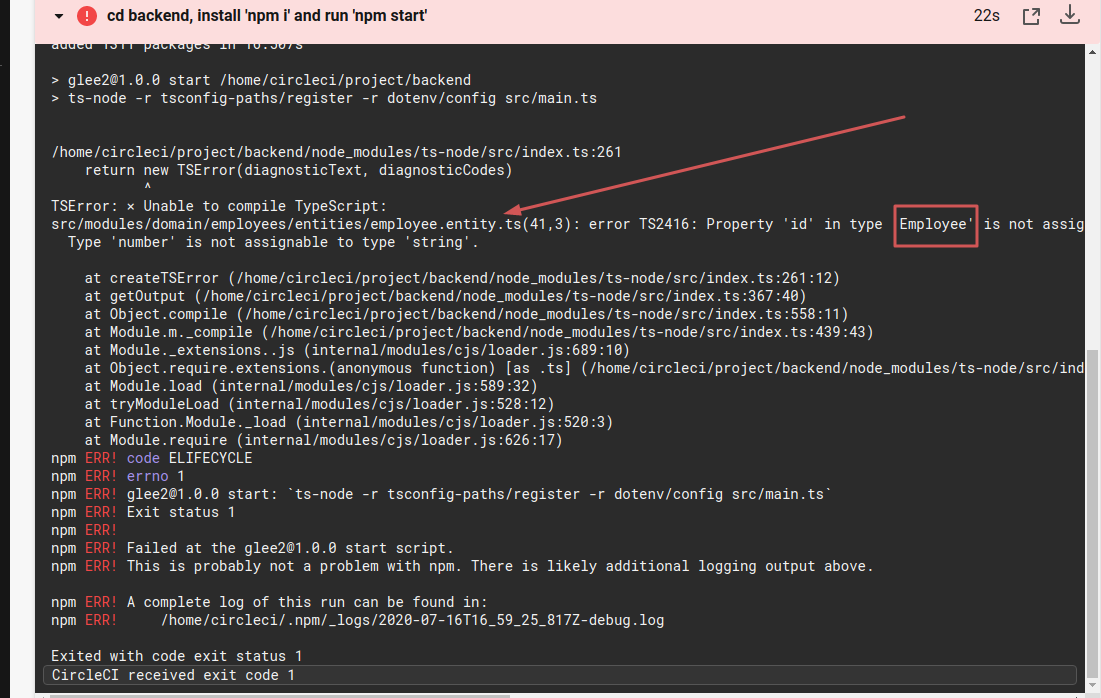 cd backend, install 'npm i' and run 'npm start'
22s
added 1311 packages in 16.307s
> glee2@1.0.0 start /home/circleci/project/backend
> ts-node -r tsconfig-paths/register -r dotenv/config src/main.ts
/home/circleci/project/backend/node_modules/ts-node/src/index.ts:261
return new TSError(diagnosticText, diagnosticCodes)
^
TSError: ⨯ Unable to compile TypeScript:
src/modules/domain/employees/entities/employee.entity.ts(41,3): error TS2416: Property 'id' in type Employee' is not assig
Type 'number' is not assignable to type 'string'.
at createTSError (/home/circleci/project/backend/node_modules/ts-node/src/index.ts:261:12)
at getOutput (/home/circleci/project/backend/node_modules/ts-node/src/index.ts:367:40)
at Object.compile (/home/circleci/project/backend/node_modules/ts-node/src/index.ts:558:11)
at Module.m._compile (/home/circleci/project/backend/node_modules/ts-node/src/index.ts:439:43)
at Module._extensions..js (internal/modules/cjs/loader.js:689:10)
at Object.require.extensions.(anonymous function) [as .ts] (/home/circleci/project/backend/node_modules/ts-node/src/ind
at Module.load (internal/modules/cjs/loader.js:589:32)
at tryModuleLoad (internal/modules/cjs/loader.js:528:12)
at Function.Module._load (internal/modules/cjs/loader.js:520:3)
at Module.require (internal/modules/cjs/loader.js:626:17)
npm ERR! code ELIFECYCLE
npm ERR! errno 1
npm ERR! glee2@1.0.0 start: `ts-node -r tsconfig-paths/register -r dotenv/config src/main.ts`
npm ERR! Exit status 1
npm ERR!
npm ERR! Failed at the glee2@1.0.0 start script.
npm ERR! This is probably not a problem with npm. There is likely additional logging output above.
npm ERR! A complete log of this run can be found in:
npm ERR! /home/circleci/.npm/_logs/2020-07-16T16_59_25_817Z-debug.log
Exited with code exit status 1
CircleCI received exit code 1